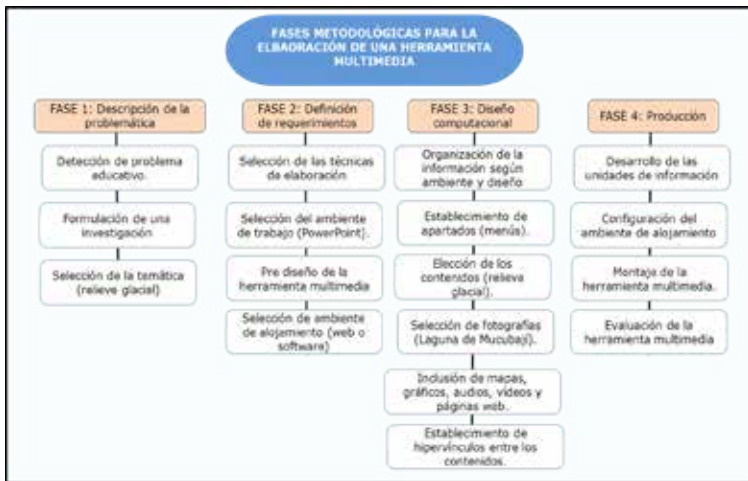 FASES METODOLÓGICAS PARA LA
ELBAORACIÓN DE UNA HERRAMIENTA
MULTIMEDIA
FASE 1: Descripción de la
problemática
Detección de problema
educativo.
Formulación de una
investigación
Selección de la temática
(relieve glacial)
FASE 2: Definición
de requerimientos
Selección de las técnicas
de elaboración
Selección del ambiente
de trabajo (PowerPoint).
Pre diseño de la
herramienta multimedia
Selección de ambiente
de alojamiento (web o
software)
FASE 3: Diseño
computacional
Organización de la
información según
ambiente y diseño
Establecimiento de
apartados (menús).
Elección de los
contenidos (relieve
glacial).
Selección de fotografías
(Laguna de Mucubají).
Inclusión de mapas,
gráficos, audios, vídeos y
páginas web.
Establecimiento de
hipervínculos entre los
contenidos.
FASE 4: Producción
Desarrollo de las
unidades de información
Configuración del
ambiente de alojamiento
Montaje de la
herramienta multimedia.
Evaluación de la
herramienta multimedia